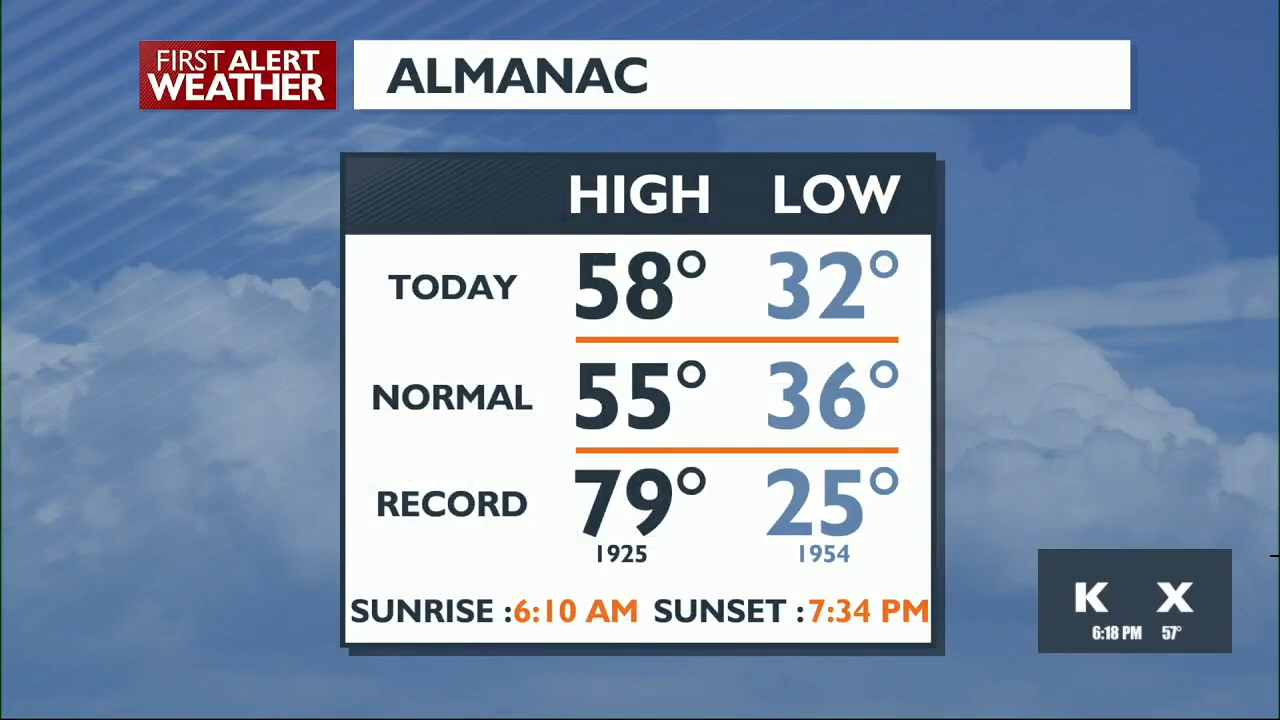 FIRST ALERT
WEATHER
ALMANAC
HIGH LOW
TODAY 58° 32°
NORMAL 55° 36°
RECORD 79° 25°
1925 1954
SUNRISE :6:10 AM SUNSET :7:34 PM
K X
6:18 PM 57°